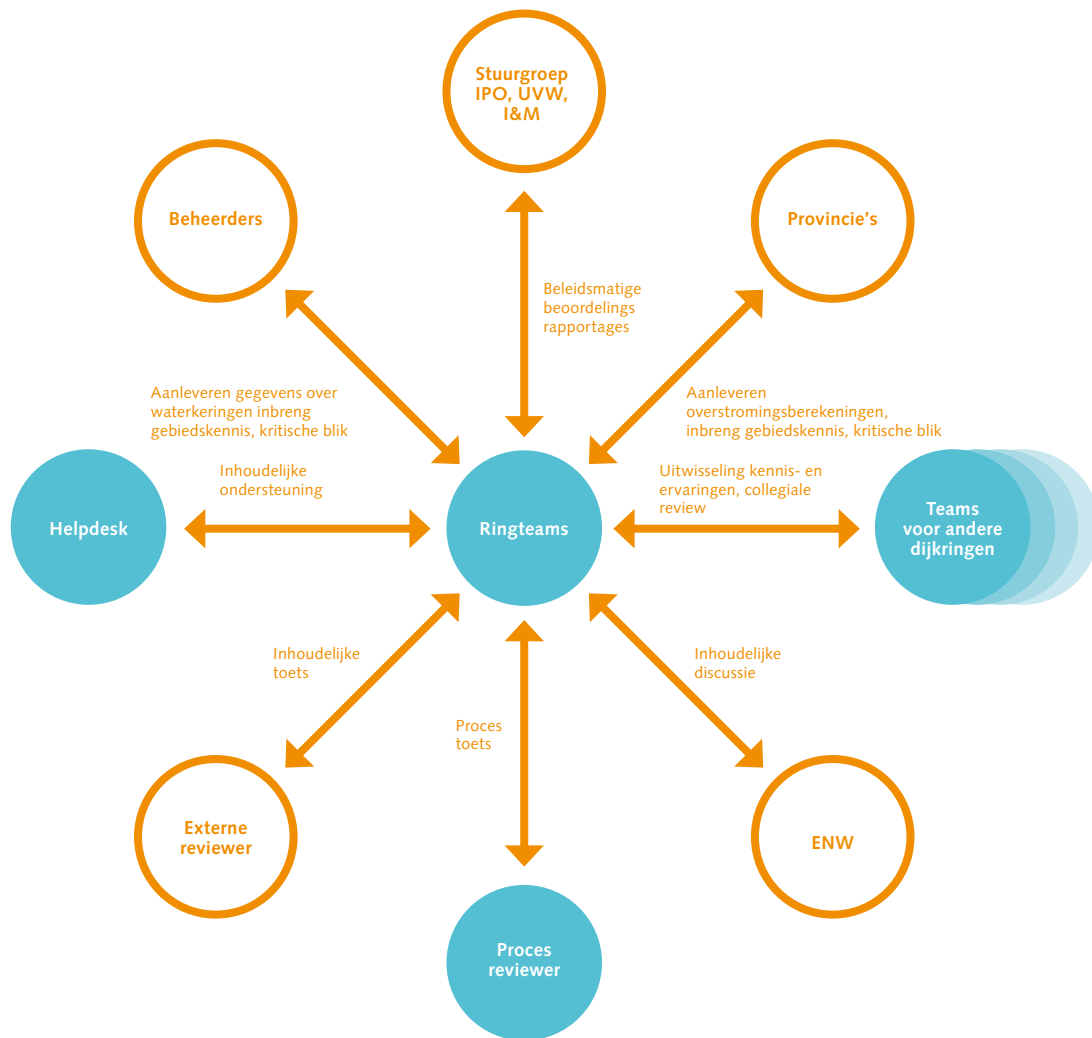 Stuurgroep
IPO, UVW,
I&M
Beheerders
Provincie's
Beleidsmatige
beoordelings
rapportages
Aanleveren gegevens over
waterkeringen inbreng
gebiedskennis, kritische blik
Aanleveren
overstromingsberekeningen,
inbreng gebiedskennis, kritische blik
Inhoudelijke
ondersteuning
Uitwisseling kennis- en
ervaringen, collegiale
review
Helpdesk
Ringteams
Teams
voor andere
dijkringen
Inhoudelijke
toets
Proces
toets
Inhoudelijke
discussie
Externe
reviewer
ENW
Proces
reviewer